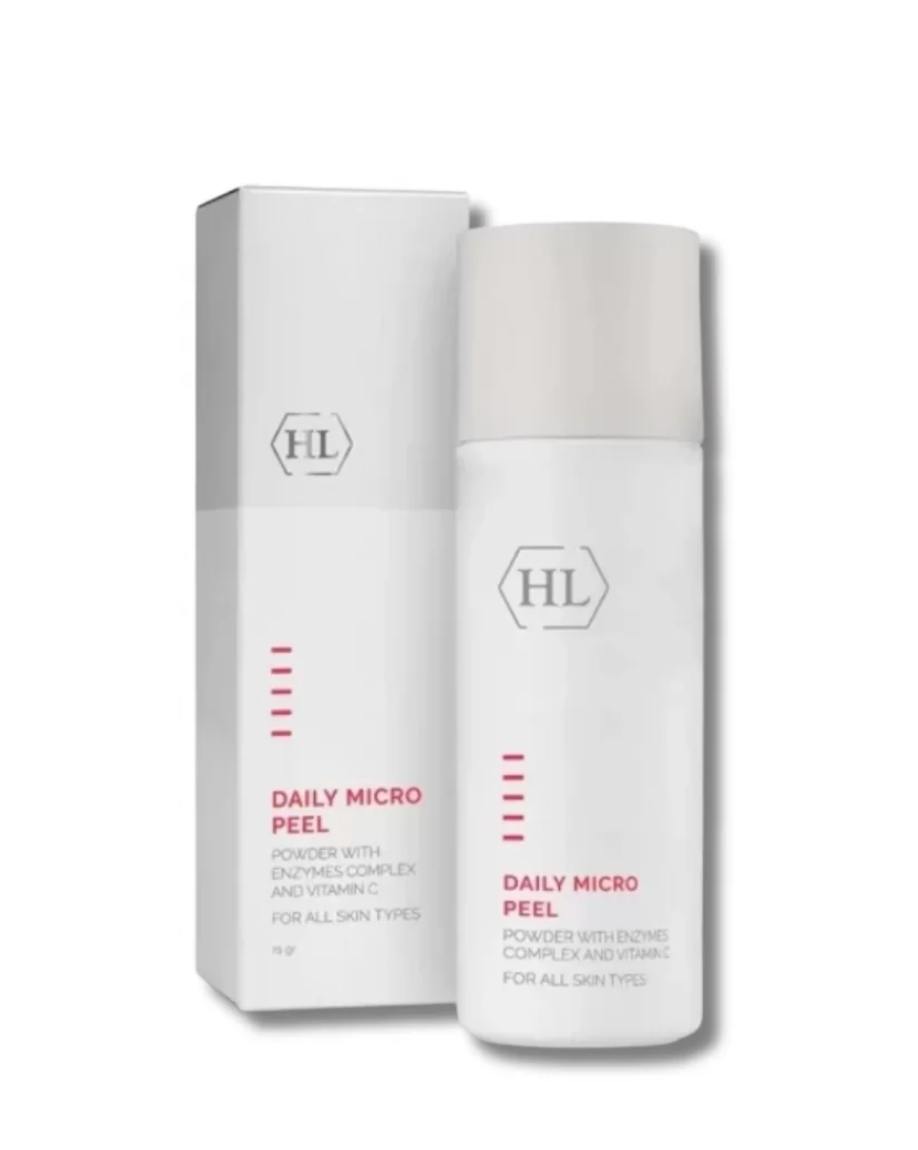 HL
DAILY MICRO
PEEL
POWDER WITH
ENZYMES COMPLEX
AND VITAMIN C
FOR ALL SKIN TYPES
HL
DAILY MICRO
PEEL
POWDER WITH ENZYMES
COMPLEX AND VITAMIN C
FOR ALL SKIN TYPES